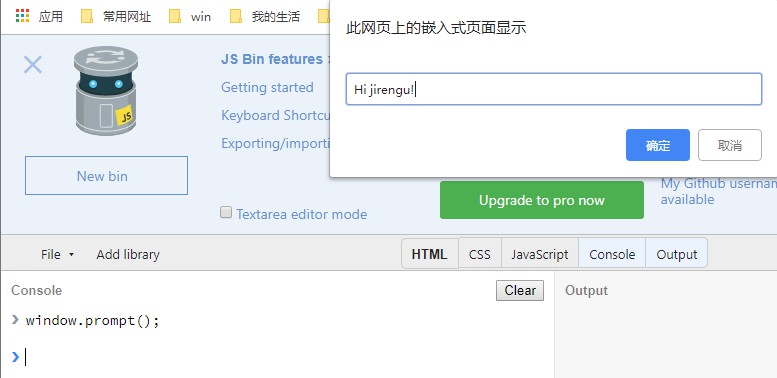 应用 常用网址 win 我的生活
此网页上的嵌入式页面显示
Hi jirengu!
确定 取消
JS Bin features
Getting started
Keyboard Shortcu
Exporting/importi
JS
New bin
Textarea editor mode
Upgrade to pro now
My Github usernam
available
File Add library HTML CSS JavaScript Console Output
Console Clear Output
window.prompt();